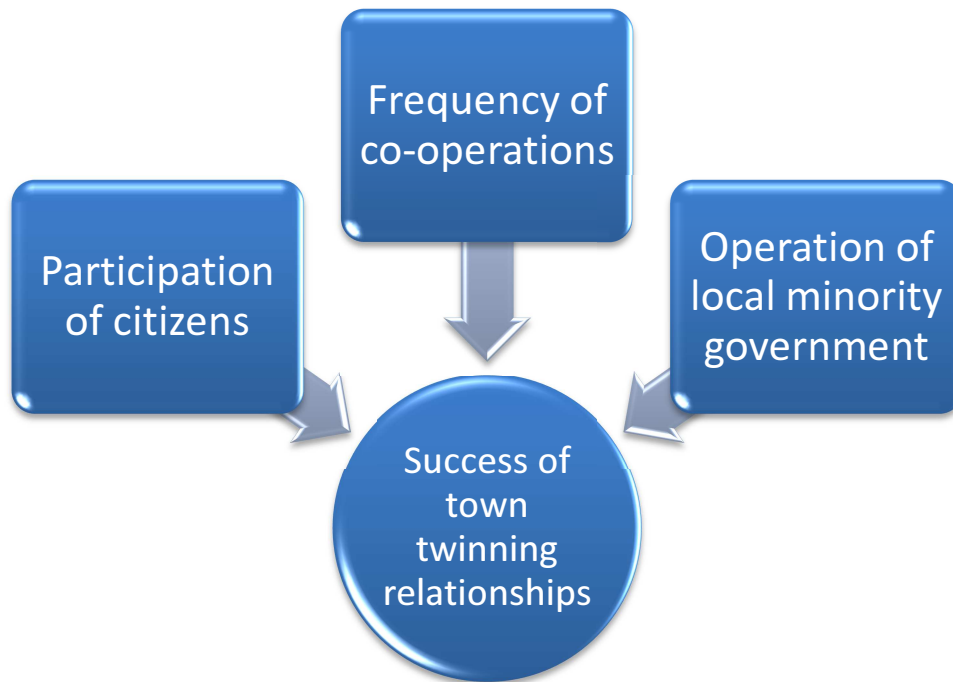 Frequency of
co-operations
Participation
of citizens
Operation of
local minority
government
Success of
town
twinning
relationships